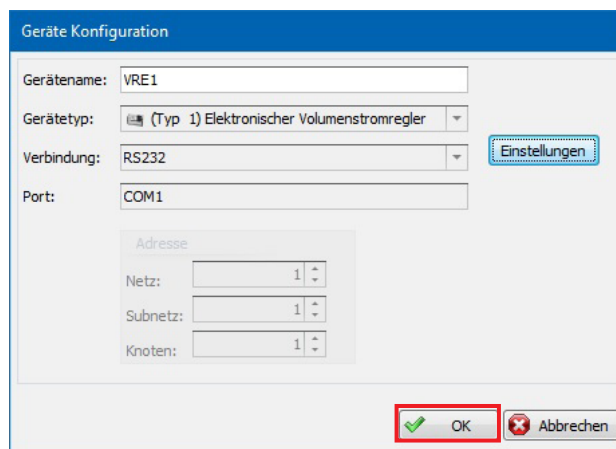 Geräte Konfiguration
Gerätename: VRE1
Gerätetyp: (Typ 1) Elektronischer Volumenstromregler
Verbindung: RS232 Einstellungen
Port: COM1
Adresse
Netz: 1
Subnetz: 1
Knoten: 1
OK Abbrechen